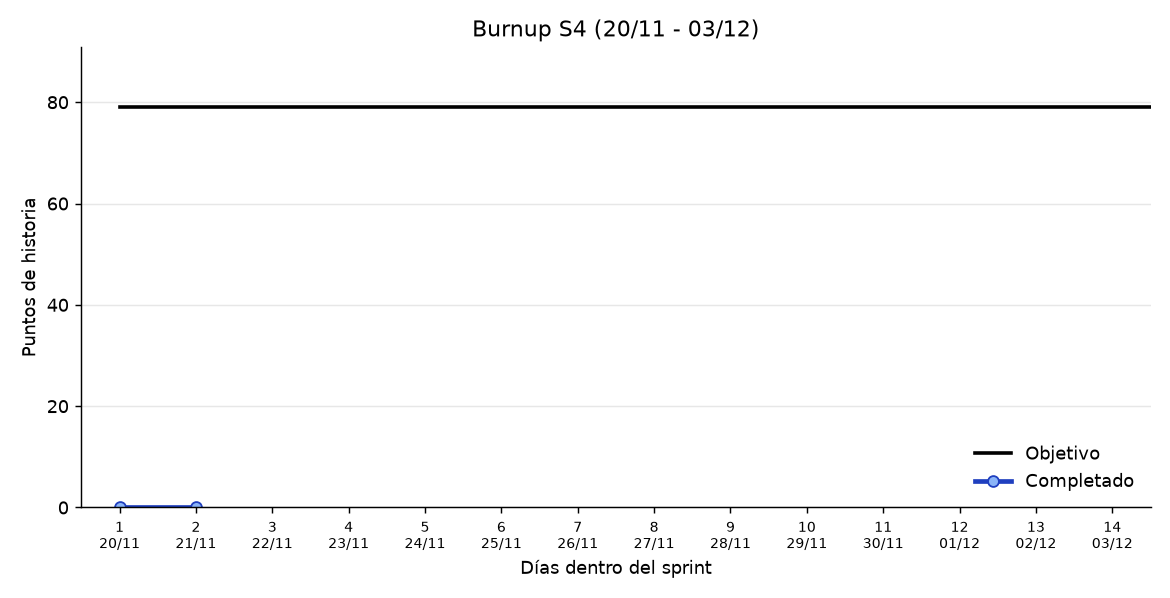 Burnup S4 (20/11 - 03/12)
Puntos de historia
80
60
40
20
0
Objetivo
Completado
1 2 3 4 5 6 7 8 9 10 11 12 13 14
20/11 21/11 22/11 23/11 24/11 25/11 26/11 27/11 28/11 29/11 30/11 01/12 02/12 03/12
Días dentro del sprint